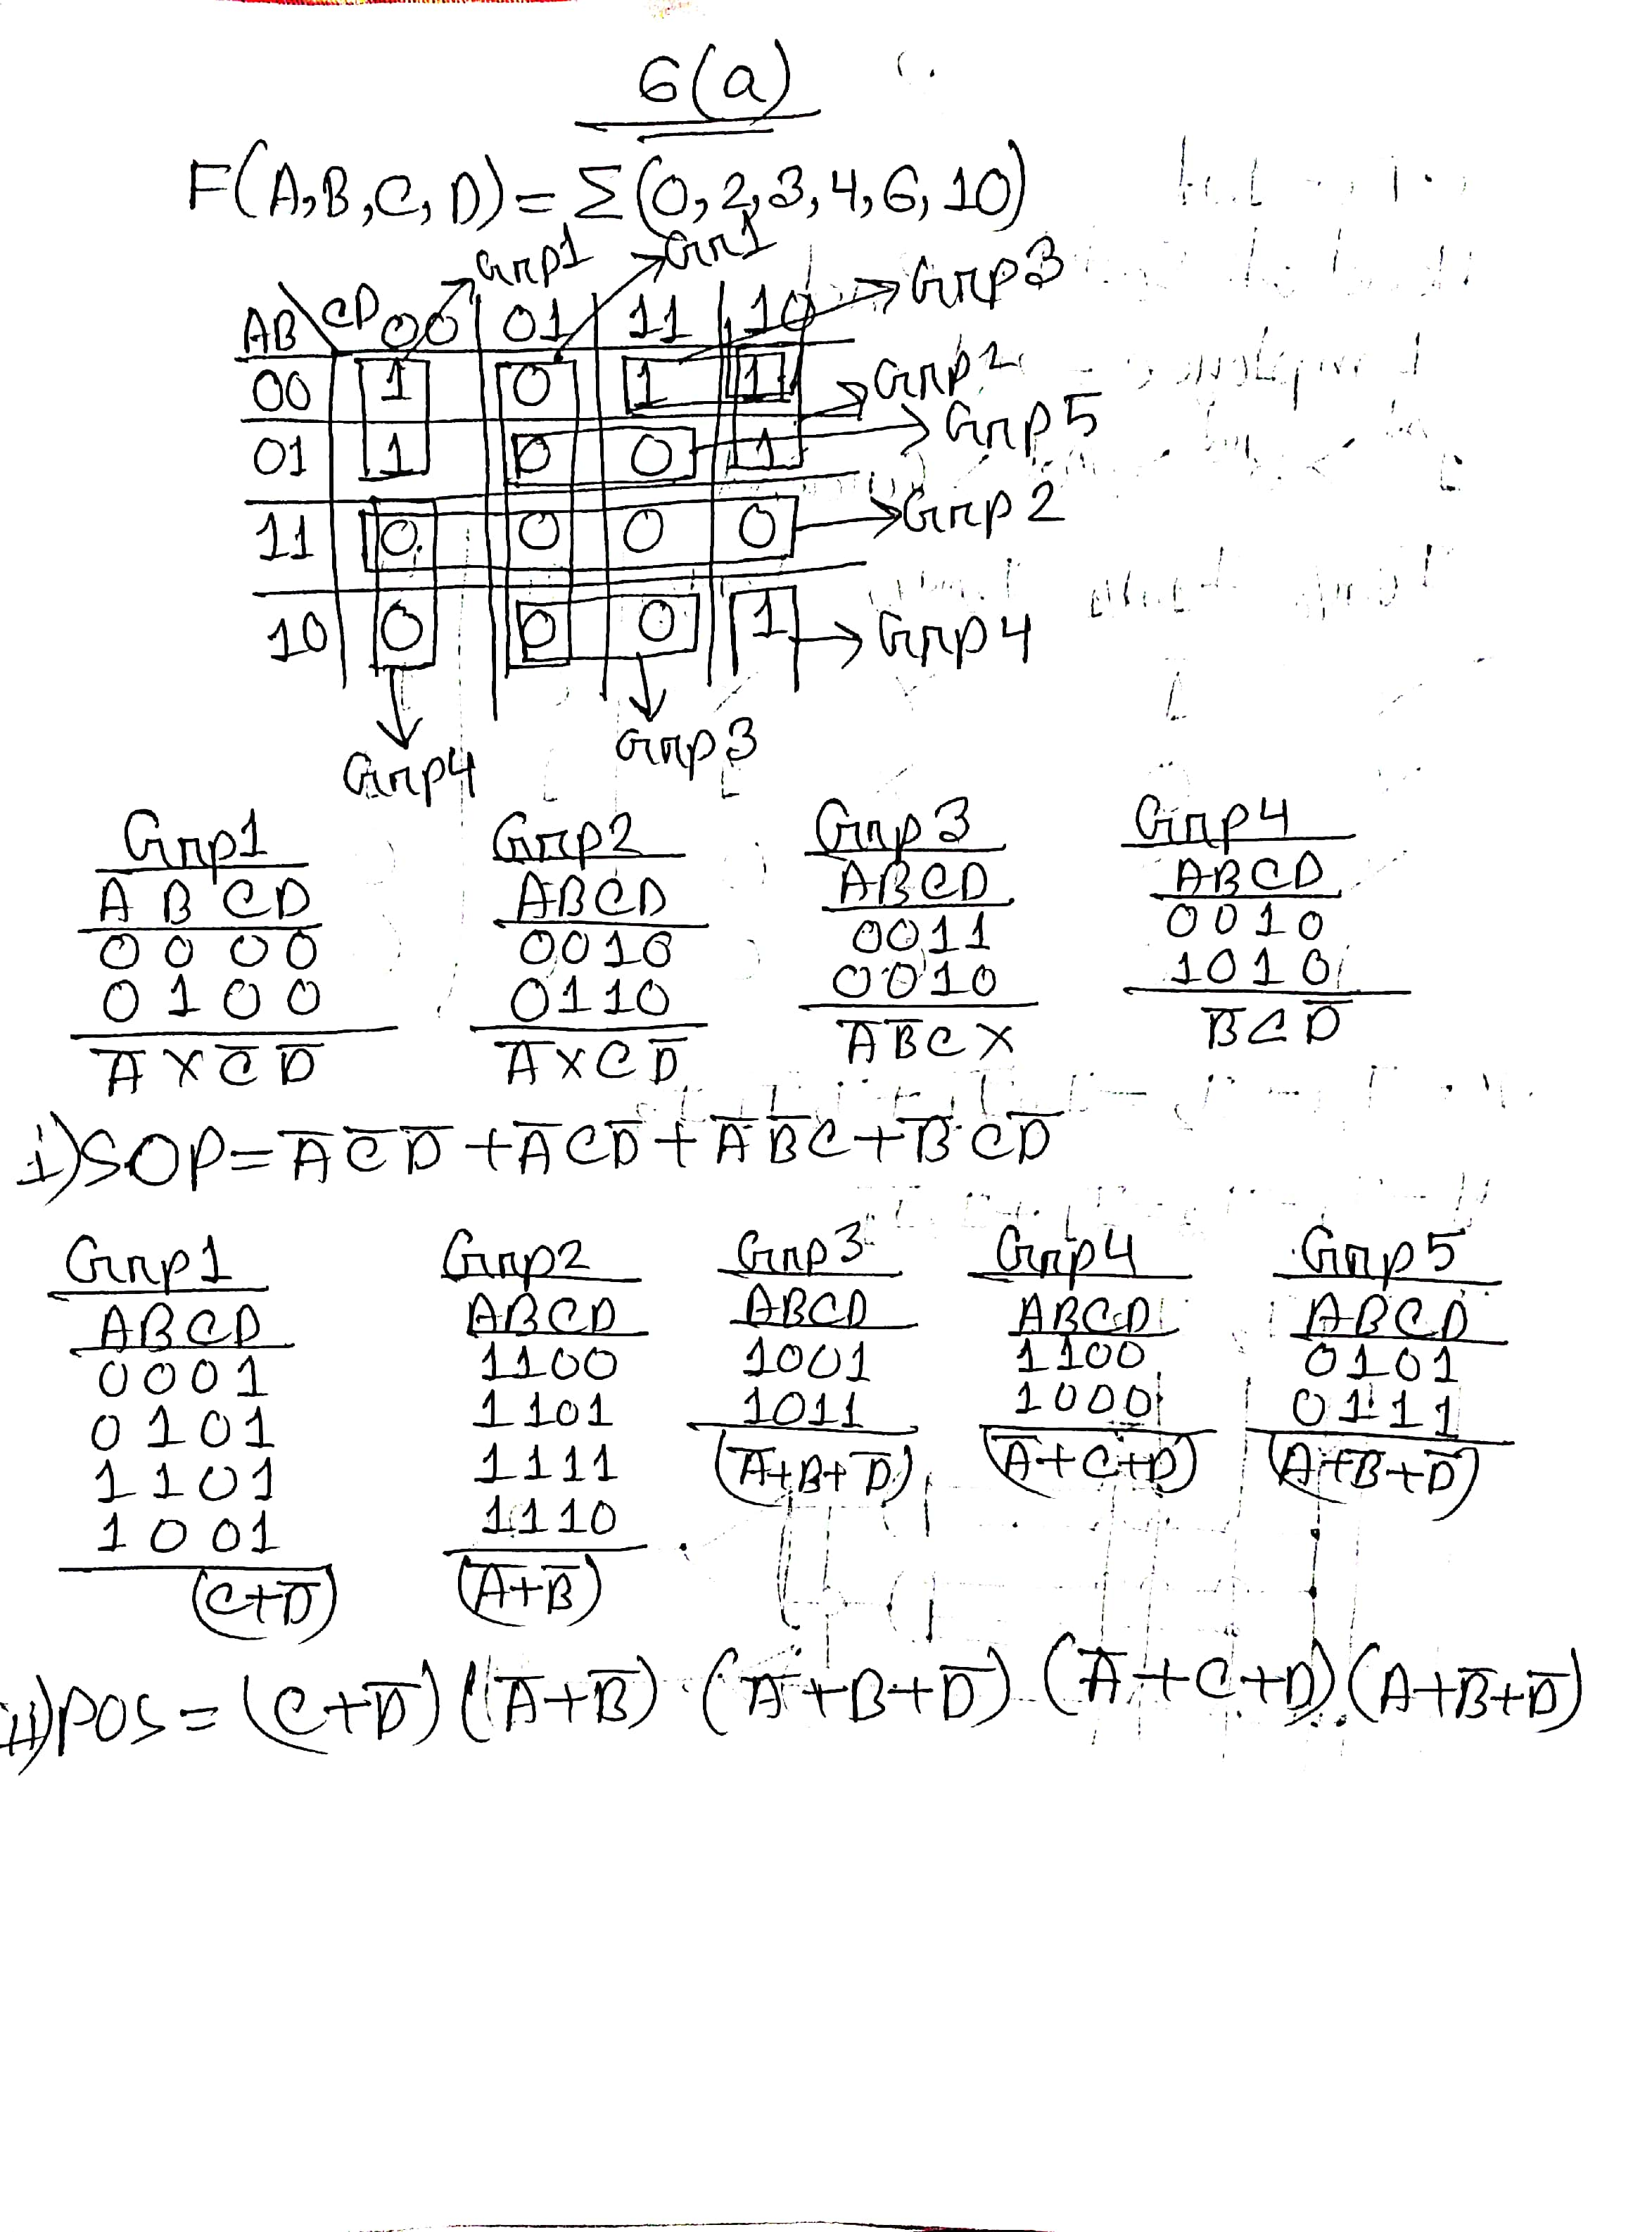 6(a)
F(A,B,C,D)=Σ(0,2,3,4,6,10)
Grp1 Gr1 Grp3
AB CD 00 01 11 10
00 1 0 1 1 Grp2
01 1 0 0 1 Grp5
11 0 0 0 0 Grp2
10 0 0 0 1 Grp4
Grp4 Grp3
Grp1 Grp2 Grp3 Grp4
A B C D ABCD ABCD ABCD
0 0 0 0 0010 0011 0010
0 1 0 0 0110 0010 1010
A̅ X C̅ D̅ A̅XCD̅ A̅B̅CX B̅CD̅
i)SOP=A̅C̅D̅+A̅CD̅+A̅B̅C+B̅CD̅
Grp1 Grp2 Grp3 Grp4 Grp5
ABCD ABCD ABCD ABCD ABCD
0001 1100 1001 1100 0101
0101 1101 1011 1000 0111
1101 1111 (A̅+B+D̅) (A̅+C+D) (A+B̅+D̅)
1001 1110
(C+D̅) (A̅+B̅)
ii)POS=(C+D̅)(A̅+B̅)·(A̅+B+D̅)(A̅+C+D)(A+B̅+D̅)